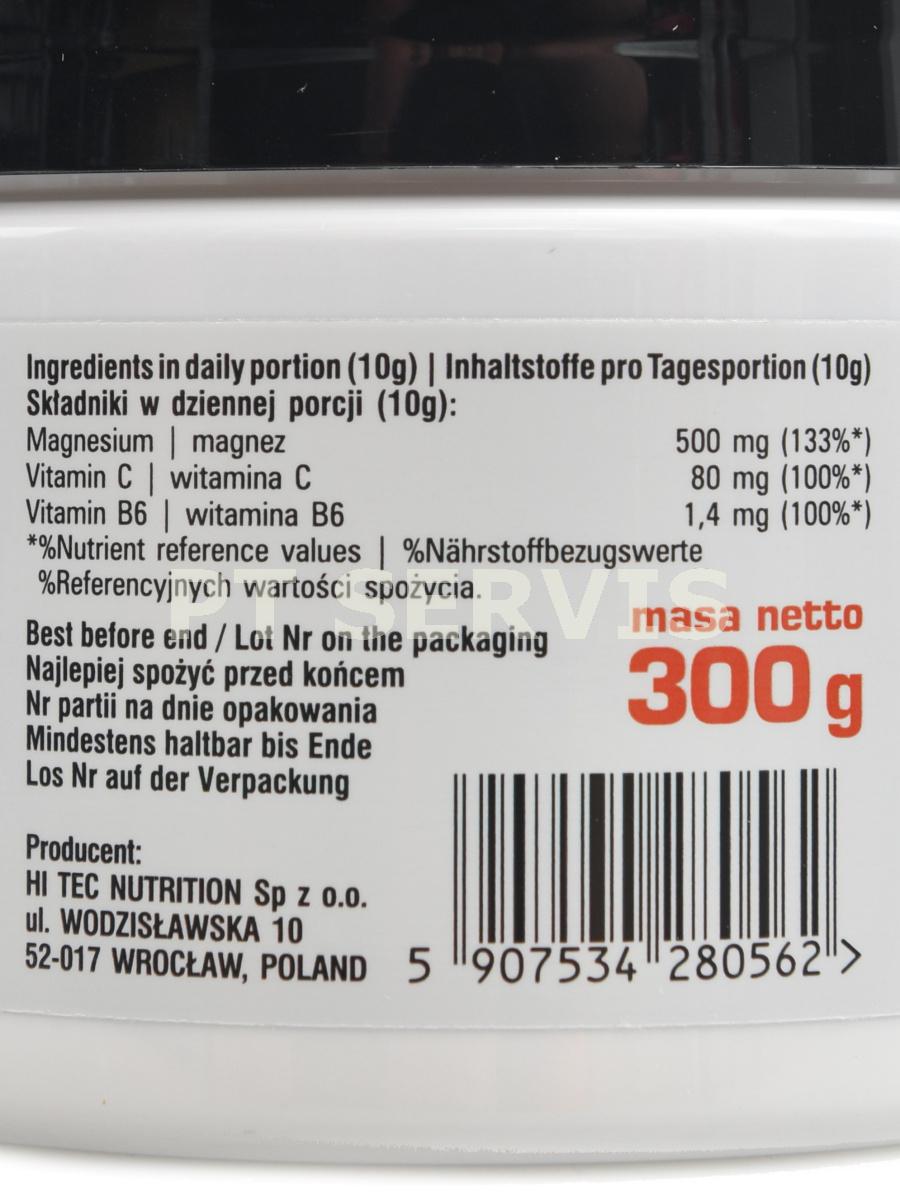 Ingredients in daily portion (10g) | Inhaltstoffe pro Tagesportion (10g)
Składniki w dziennej porcji (10g):
Magnesium | magnez 500 mg (133%*)
Vitamin C | witamina C 80 mg (100%*)
Vitamin B6 | witamina B6 1,4 mg (100%*)
*%Nutrient reference values | %Nährstoffbezugswerte
%Referencyjnych wartości spożycia.
PT SERVIS
masa netto
300 g
Best before end / Lot Nr on the packaging
Najlepiej spożyć przed końcem
Nr partii na dnie opakowania
Mindestens haltbar bis Ende
Los Nr auf der Verpackung
Producent:
HI TEC NUTRITION Sp z o.o.
ul. WODZISŁAWSKA 10
52-017 WROCŁAW, POLAND
5 907534 280562 >